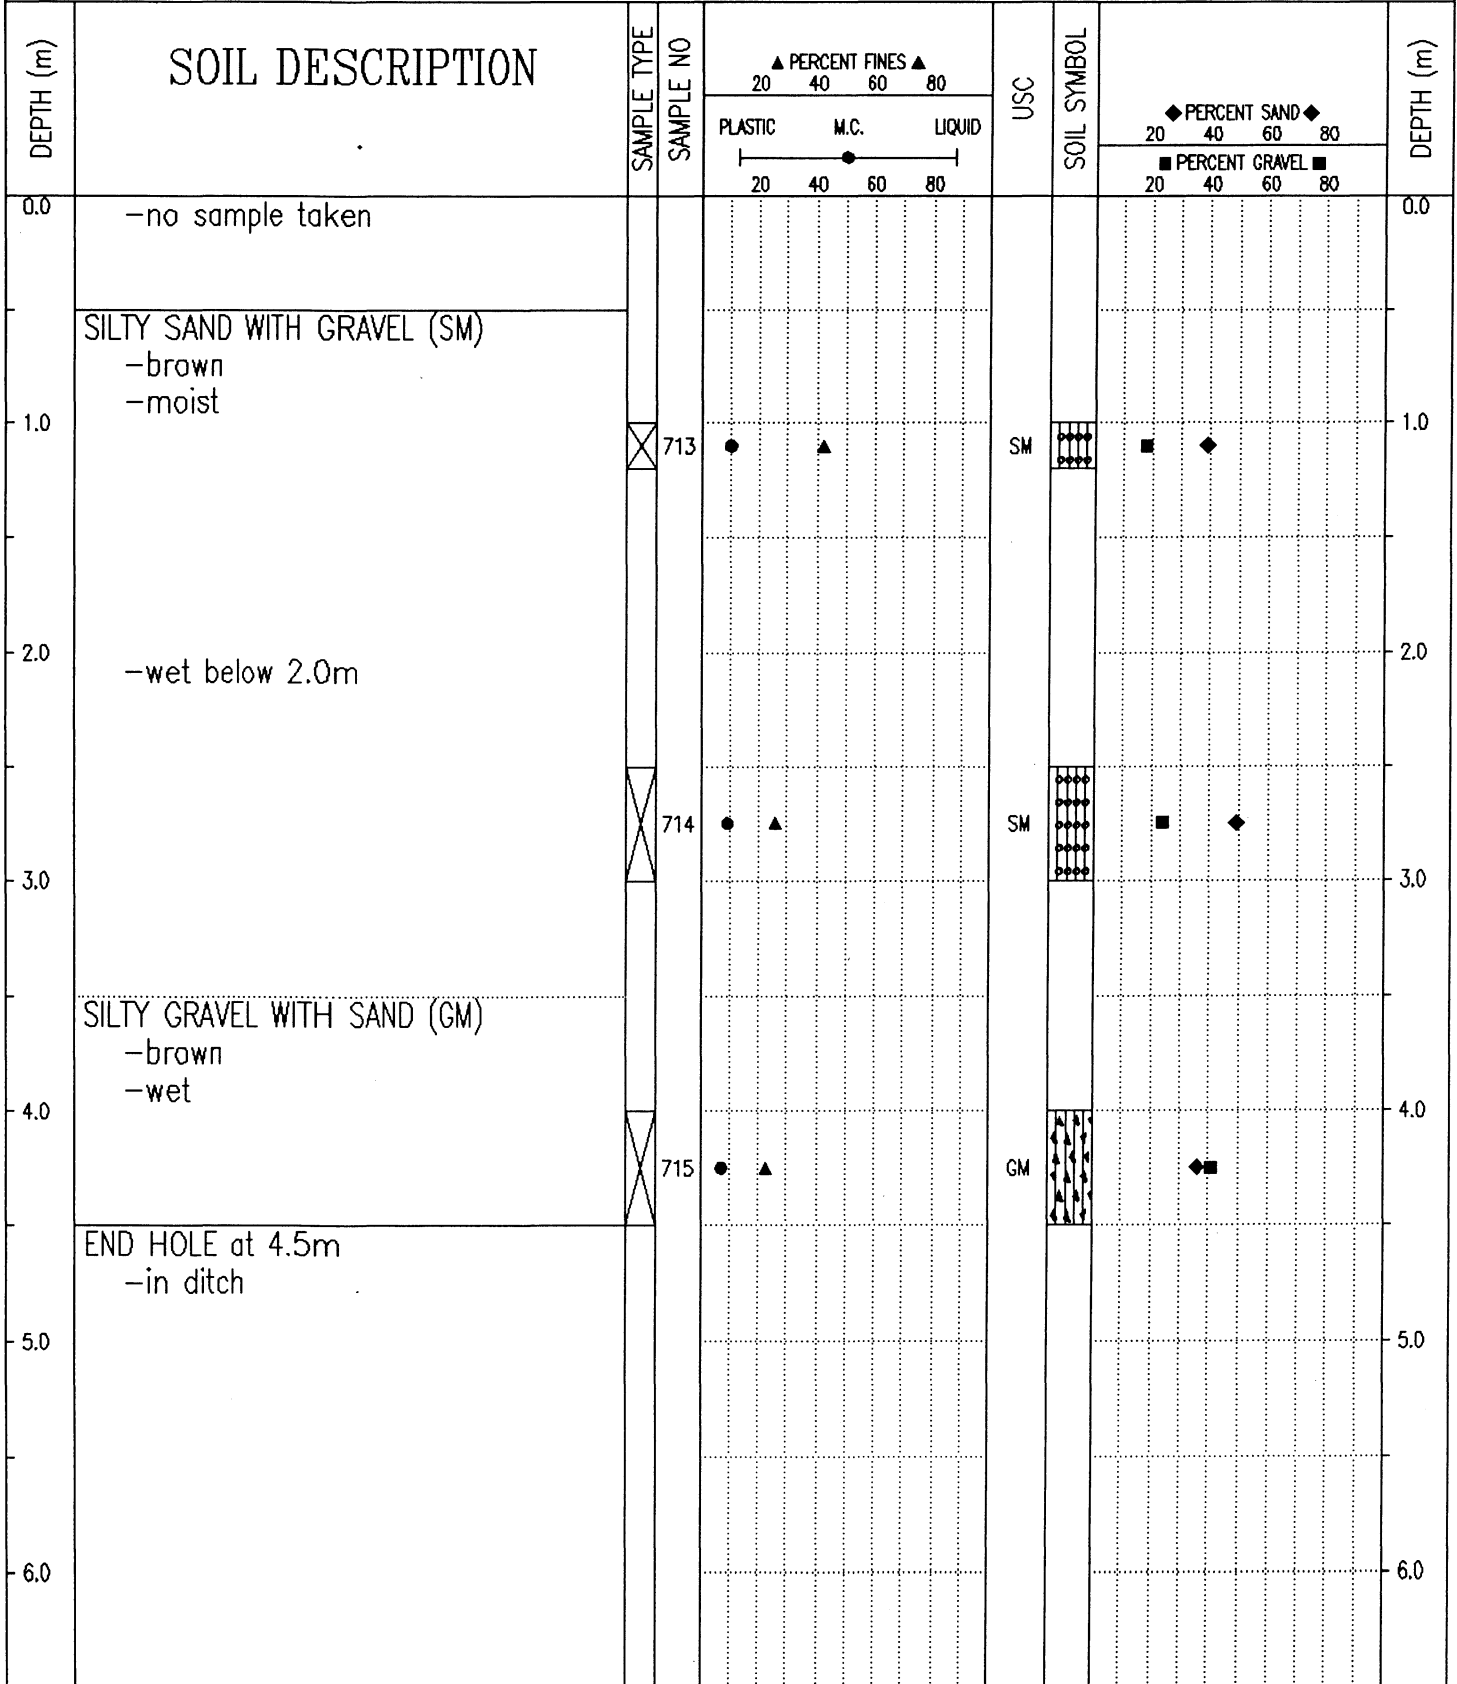 DEPTH (m)
SOIL DESCRIPTION
SAMPLE TYPE
SAMPLE NO
▲ PERCENT FINES ▲
20 40 60 80
PLASTIC M.C. LIQUID
20 40 60 80
USC
SOIL SYMBOL
◆ PERCENT SAND ◆
20 40 60 80
■ PERCENT GRAVEL ■
20 40 60 80
DEPTH (m)
0.0 -no sample taken 0.0
SILTY SAND WITH GRAVEL (SM)
-brown
-moist
1.0 1.0
713 SM
2.0 2.0
-wet below 2.0m
714 SM
3.0 3.0
SILTY GRAVEL WITH SAND (GM)
-brown
-wet
4.0 4.0
715 GM
END HOLE at 4.5m
-in ditch
5.0 5.0
6.0 6.0